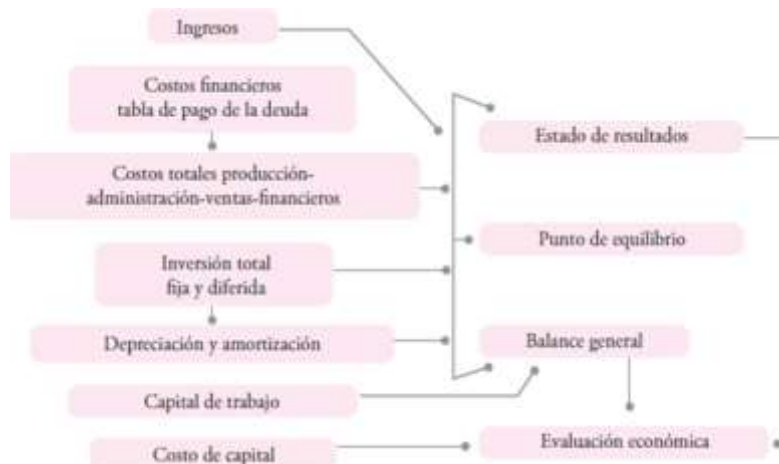 Ingresos
Costos financieros
tabla de pago de la deuda
Costos totales producción-
administración-ventas-financieros
Inversión total
fija y diferida
Depreciación y amortización
Capital de trabajo
Costo de capital
Estado de resultados
Punto de equilibrio
Balance general
Evaluación económica